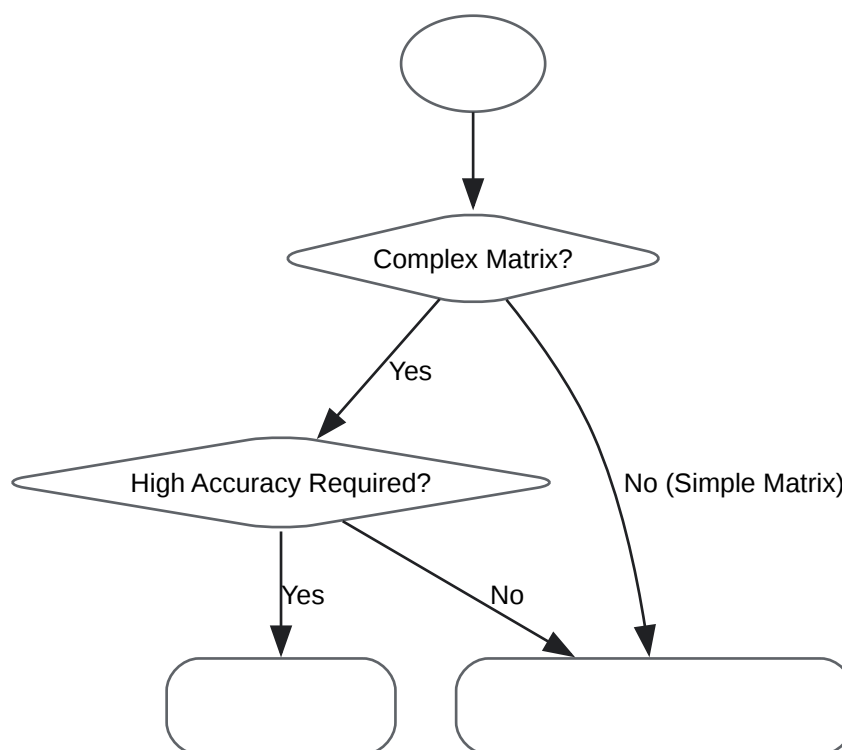 Complex Matrix?
Yes
High Accuracy Required?
No (Simple Matrix)
Yes
No